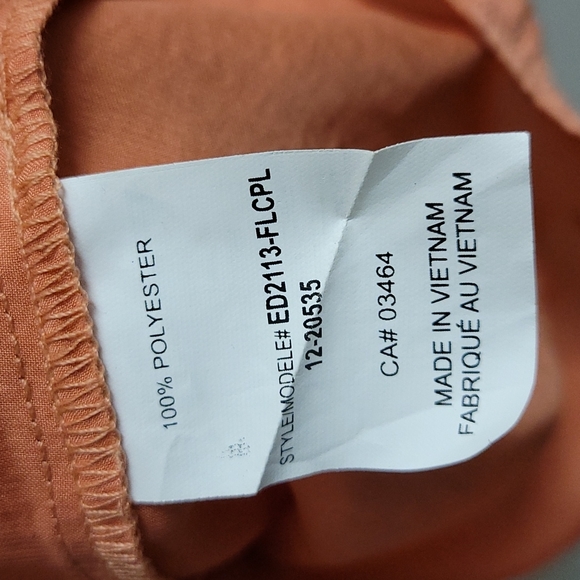 100% POLYESTER
STYLE/MODELE# ED2113-FLCPL
12-20535
CA# 03464
MADE IN VIETNAM
FABRIQUÉ AU VIETNAM